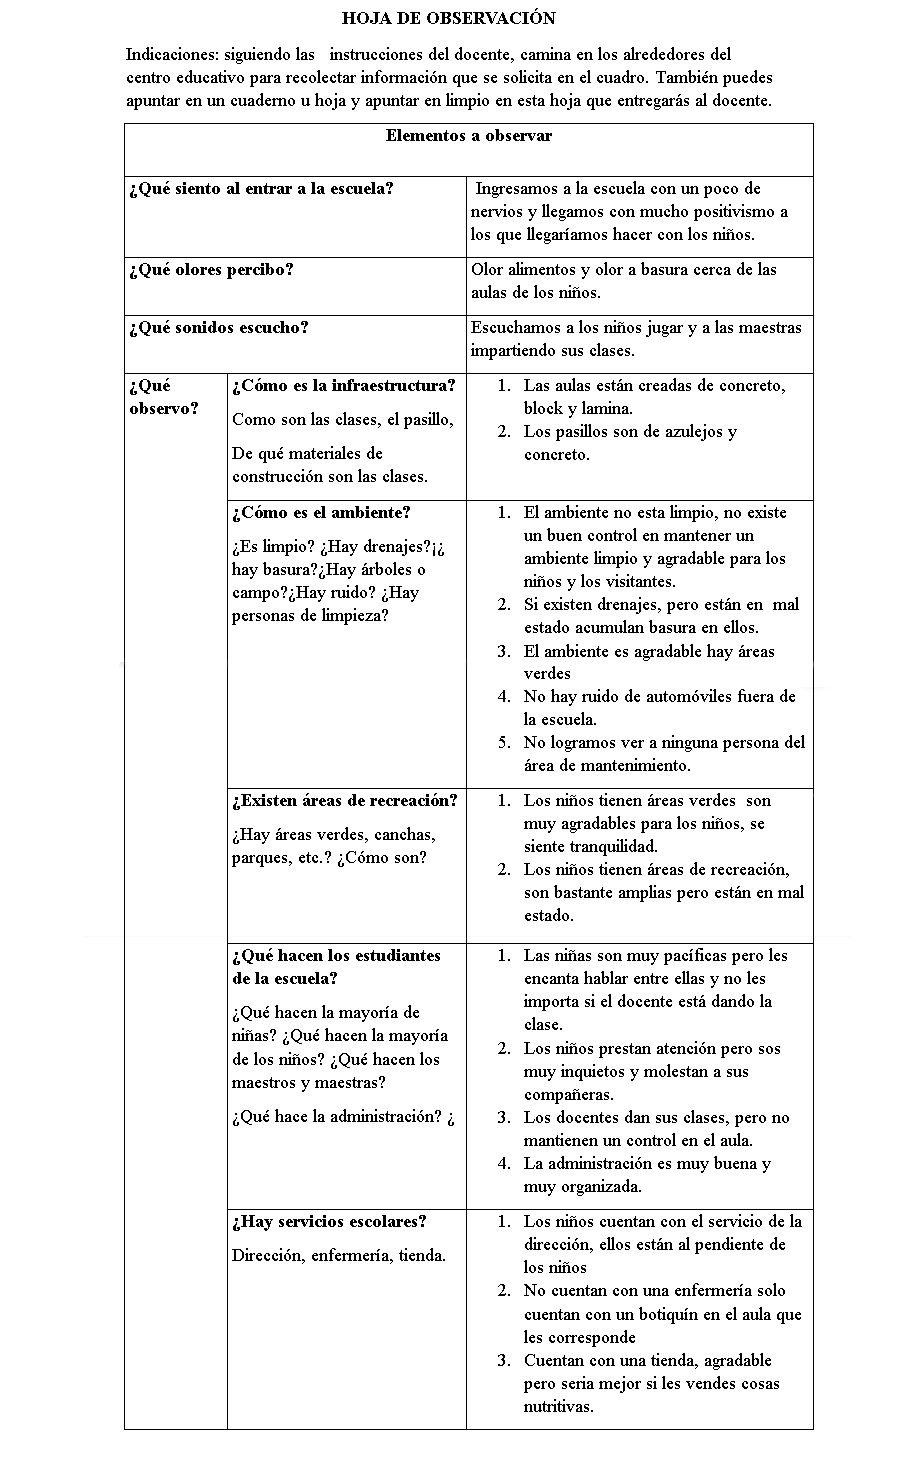 HOJA DE OBSERVACIÓN
Indicaciones: siguiendo las instrucciones del docente, camina en los alrededores del
centro educativo para recolectar información que se solicita en el cuadro. También puedes
apuntar en un cuaderno u hoja y apuntar en limpio en esta hoja que entregarás al docente.
Elementos a observar
¿Qué siento al entrar a la escuela?
Ingresamos a la escuela con un poco de
nervios y llegamos con mucho positivismo a
los que llegaríamos hacer con los niños.
¿Qué olores percibo?
Olor alimentos y olor a basura cerca de las
aulas de los niños.
¿Qué sonidos escucho?
Escuchamos a los niños jugar y a las maestras
impartiendo sus clases.
¿Qué
observo?
¿Cómo es la infraestructura?
Como son las clases, el pasillo,
De qué materiales de
construcción son las clases.
1. Las aulas están creadas de concreto,
block y lamina.
2. Los pasillos son de azulejos y
concreto.
¿Cómo es el ambiente?
¿Es limpio? ¿Hay drenajes?¡¿
hay basura?¿Hay árboles o
campo?¿Hay ruido? ¿Hay
personas de limpieza?
1. El ambiente no esta limpio, no existe
un buen control en mantener un
ambiente limpio y agradable para los
niños y los visitantes.
2. Si existen drenajes, pero están en mal
estado acumulan basura en ellos.
3. El ambiente es agradable hay áreas
verdes
4. No hay ruido de automóviles fuera de
la escuela.
5. No logramos ver a ninguna persona del
área de mantenimiento.
¿Existen áreas de recreación?
¿Hay áreas verdes, canchas,
parques, etc.? ¿Cómo son?
1. Los niños tienen áreas verdes son
muy agradables para los niños, se
siente tranquilidad.
2. Los niños tienen áreas de recreación,
son bastante amplias pero están en mal
estado.
¿Qué hacen los estudiantes
de la escuela?
¿Qué hacen la mayoría de
niñas? ¿Qué hacen la mayoría
de los niños? ¿Qué hacen los
maestros y maestras?
¿Qué hace la administración? ¿
1. Las niñas son muy pacíficas pero les
encanta hablar entre ellas y no les
importa si el docente está dando la
clase.
2. Los niños prestan atención pero sos
muy inquietos y molestan a sus
compañeras.
3. Los docentes dan sus clases, pero no
mantienen un control en el aula.
4. La administración es muy buena y
muy organizada.
¿Hay servicios escolares?
Dirección, enfermería, tienda.
1. Los niños cuentan con el servicio de la
dirección, ellos están al pendiente de
los niños
2. No cuentan con una enfermería solo
cuentan con un botiquín en el aula que
les corresponde
3. Cuentan con una tienda, agradable
pero seria mejor si les vendes cosas
nutritivas.